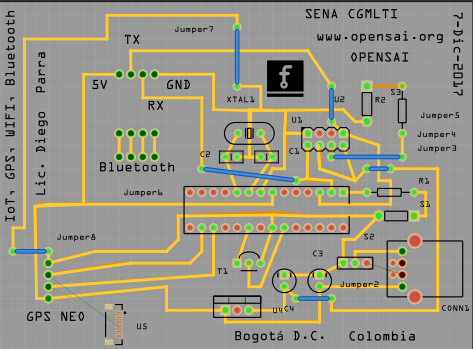 SENA CGMLTI
www.opensai.org
OPENSAI
7-Dic-2017
IoT, GPS, WIFI, Bluetooth
Lic. Diego Parra
Jumper7
TX
5V
GND
RX
XTAL1
U2
R2
S3
Jumper5
U1
Jumper4
C1
Jumper3
C2
Bluetooth
Jumper6
R1
S1
Jumper8
S2
C3
T1
Jumper2
CONN1
GPS NEO
U5
U4
C4
Bogotá D.C. Colombia